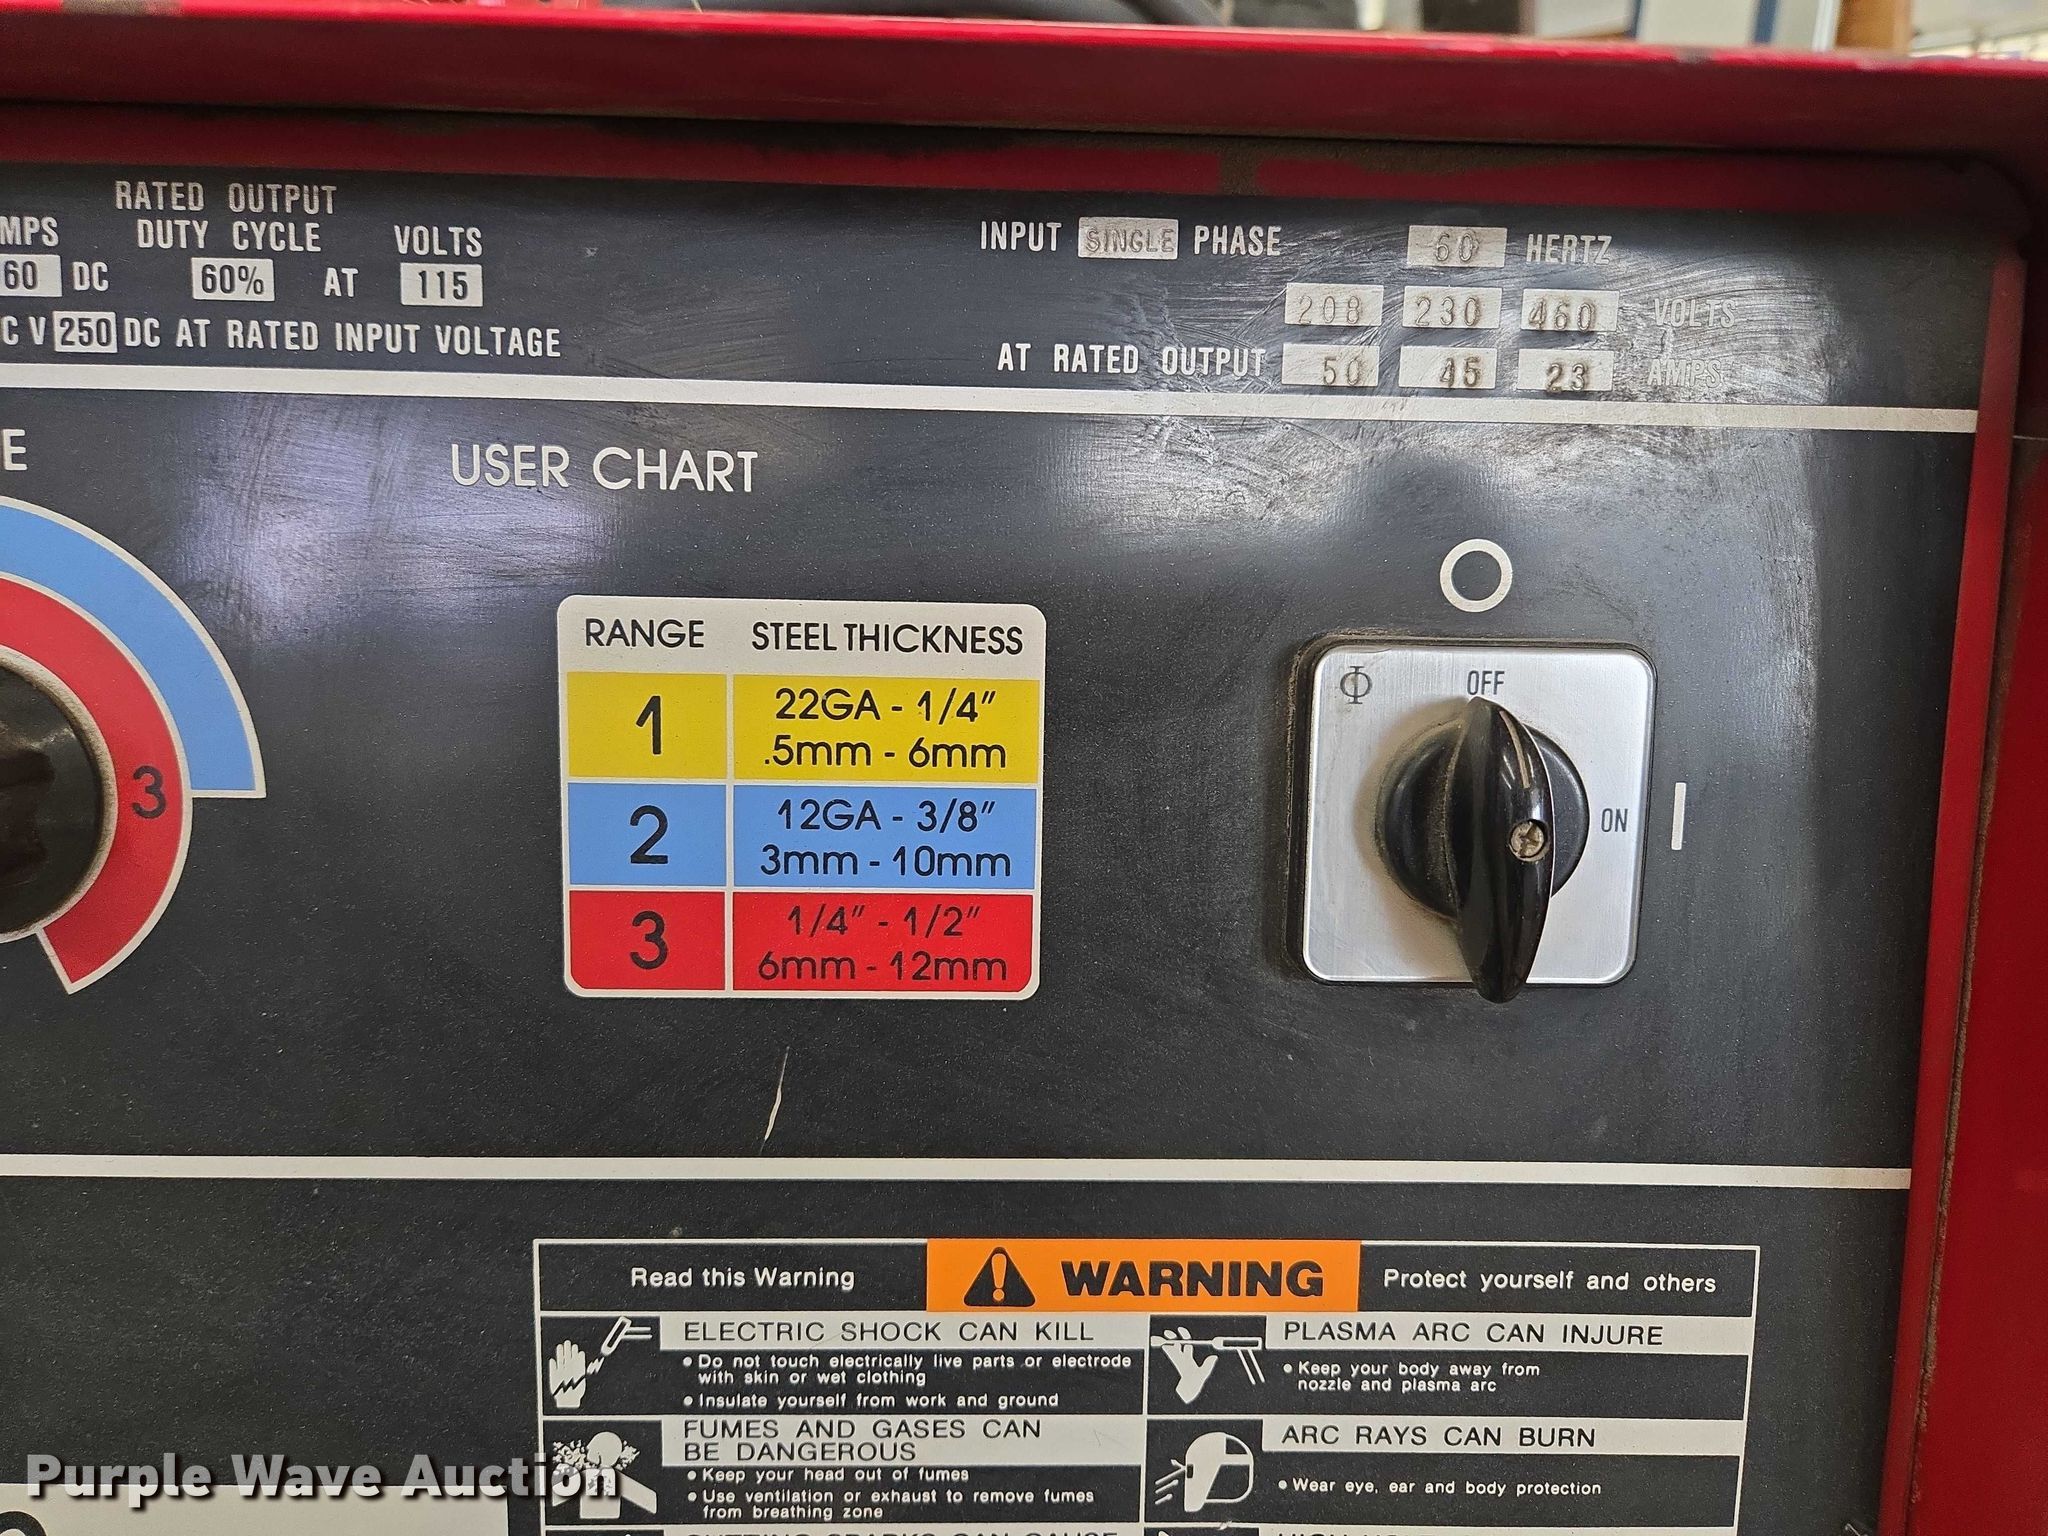 RATED OUTPUT
MPS DUTY CYCLE VOLTS
60 DC 60% AT 115
C V 250 DC AT RATED INPUT VOLTAGE
INPUT SINGLE PHASE 60 HERTZ
208 230 460 VOLTS
AT RATED OUTPUT 50 45 23 AMPS
E
3
USER CHART
RANGE STEEL THICKNESS
1 22GA - 1/4"
.5mm - 6mm
2 12GA - 3/8"
3mm - 10mm
3 1/4" - 1/2"
6mm - 12mm
OFF
ON
Read this Warning
WARNING
Protect yourself and others
ELECTRIC SHOCK CAN KILL
• Do not touch electrically live parts or electrode
with skin or wet clothing
• Insulate yourself from work and ground
PLASMA ARC CAN INJURE
• Keep your body away from
nozzle and plasma arc
FUMES AND GASES CAN
BE DANGEROUS
• Keep your head out of fumes
• Use ventilation or exhaust to remove fumes
from breathing zone
ARC RAYS CAN BURN
• Wear eye, ear and body protection
CUTTING SPARKS CAN CAUSE
Purple Wave Auction